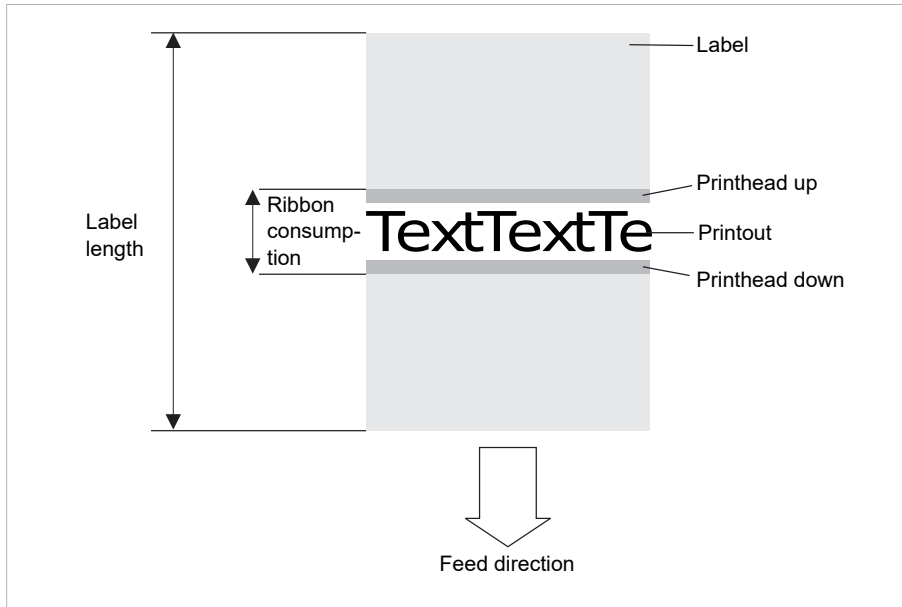 Label
Printhead up
Ribbon
consump-
tion
Label
length
TextTextTe
Printout
Printhead down
Feed direction